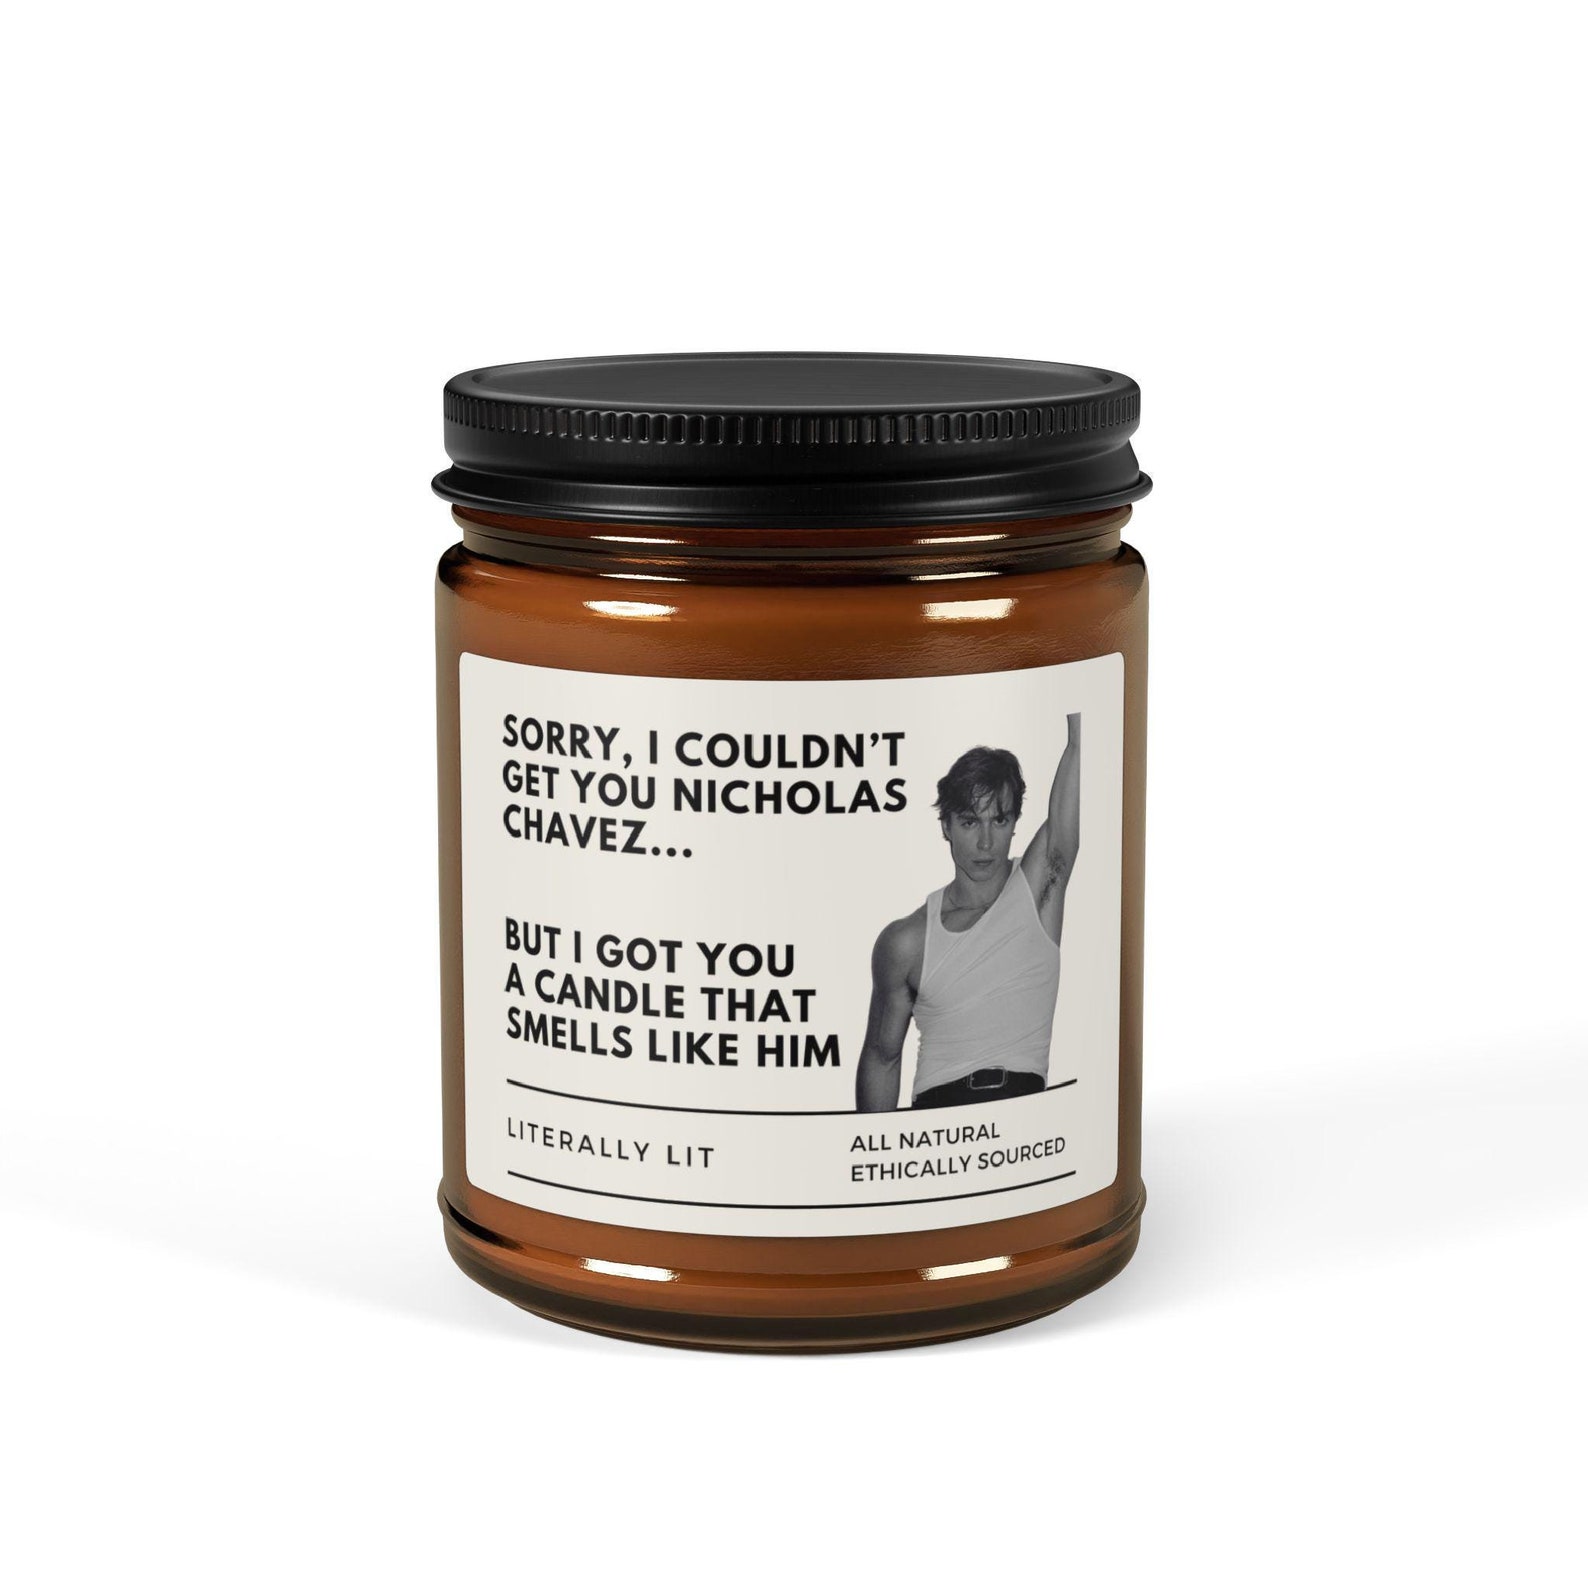 SORRY, I COULDN'T
GET YOU NICHOLAS
CHAVEZ...
BUT I GOT YOU
A CANDLE THAT
SMELLS LIKE HIM
LITERALLY LIT
ALL NATURAL
ETHICALLY SOURCED